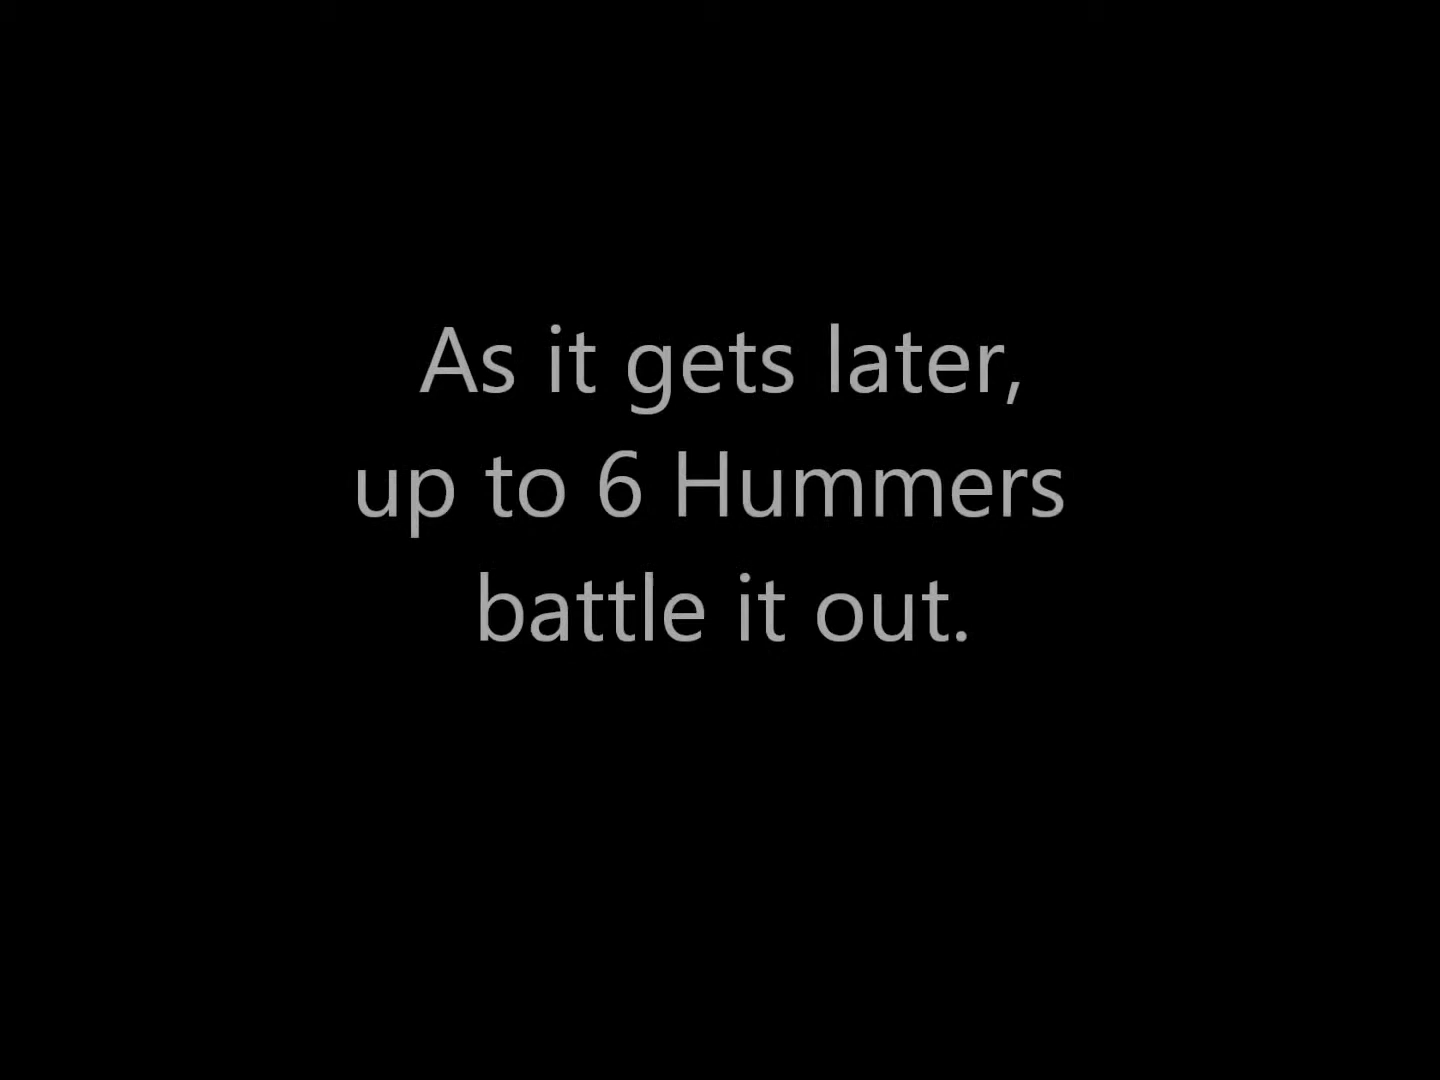 As it gets later,
up to 6 Hummers
battle it out.